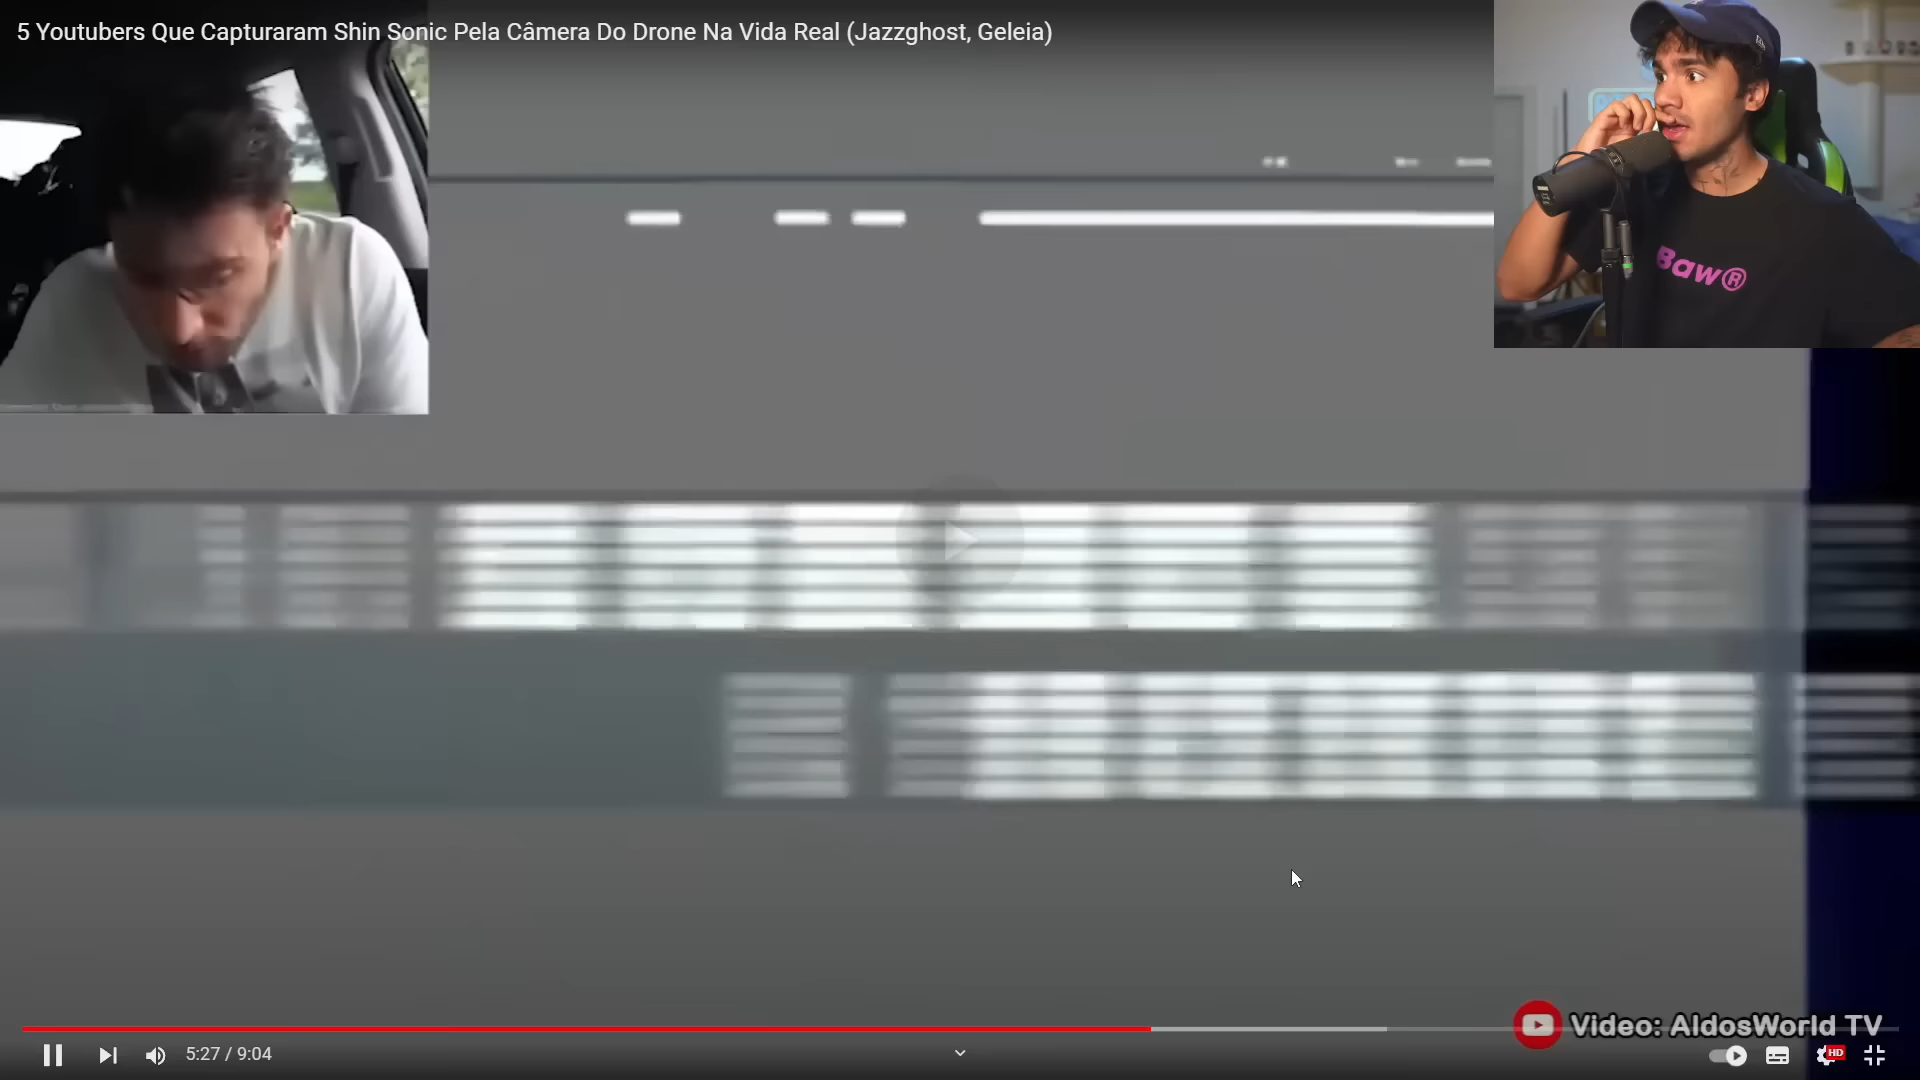 5 Youtubers Que Capturaram Shin Sonic Pela Câmera Do Drone Na Vida Real (Jazzghost, Geleia)
Baw®
Video: AldosWorld TV
5:27 / 9:04
HD